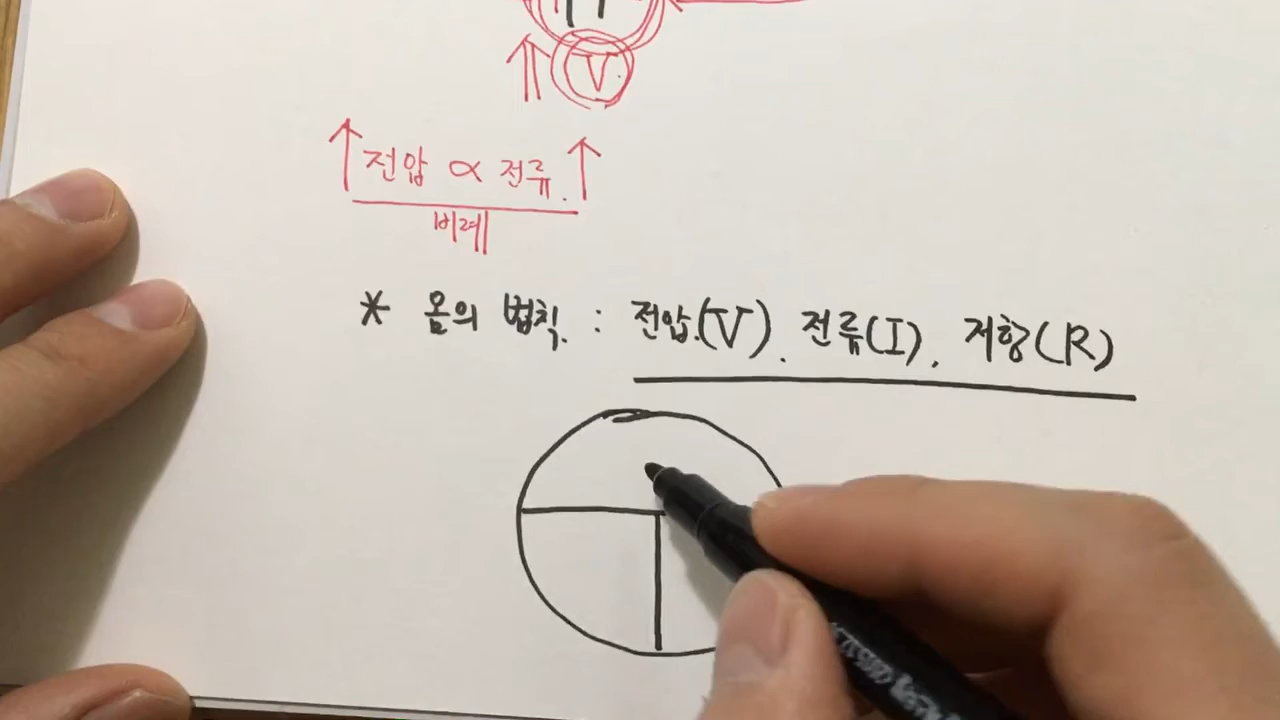 V
전압 ∝ 전류.
비례
* 옴의 법칙. : 전압.(V). 전류(I), 저항(R)